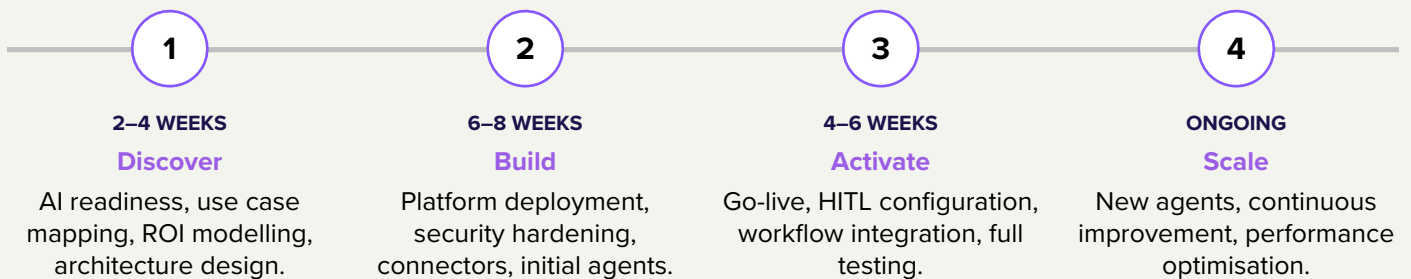 1
2–4 WEEKS
Discover
AI readiness, use case
mapping, ROI modelling,
architecture design.
2
6–8 WEEKS
Build
Platform deployment,
security hardening,
connectors, initial agents.
3
4–6 WEEKS
Activate
Go-live, HITL configuration,
workflow integration, full
testing.
4
ONGOING
Scale
New agents, continuous
improvement, performance
optimisation.